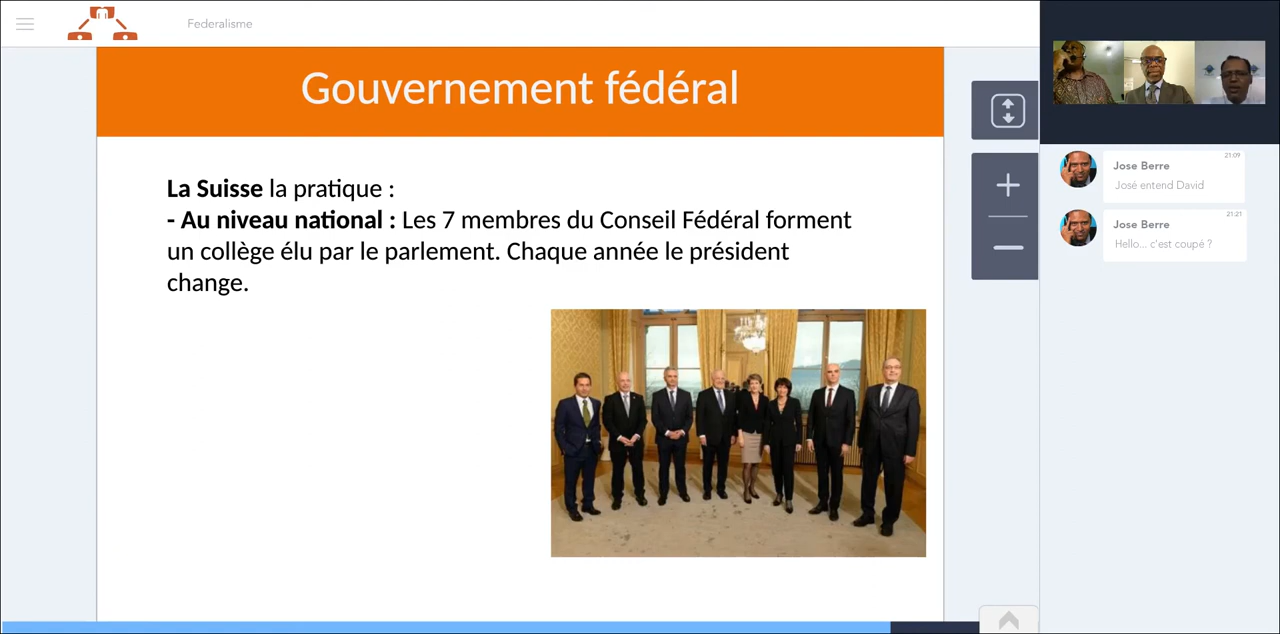 Federalisme
Gouvernement fédéral
La Suisse la pratique :
- Au niveau national : Les 7 membres du Conseil Fédéral forment
un collège élu par le parlement. Chaque année le président
change.
21:09
Jose Berre
José entend David
21:21
Jose Berre
Hello... c'est coupé ?